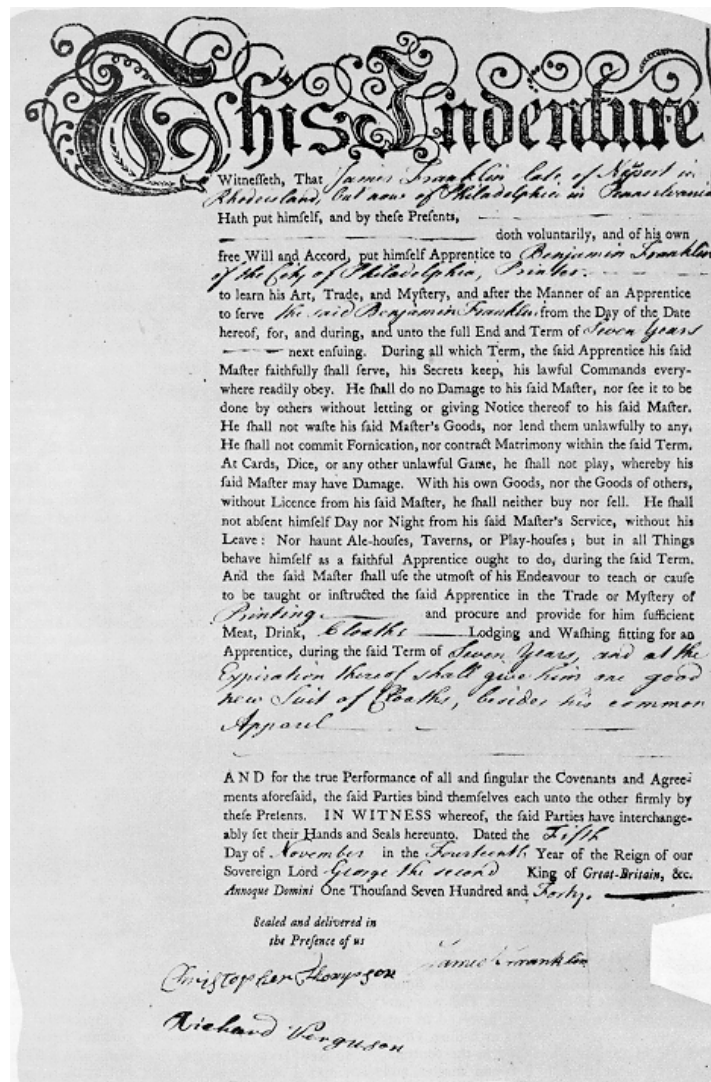 This Indenture
Witnesseth, That James Franklin late of Newport in
Rhodeisland, but now of Philadelphia in Pennsylvania
Hath put himself, and by these Presents,
doth voluntarily, and of his own
free Will and Accord, put himself Apprentice to Benjamin Franklin
of the City of Philadelphia, Printer.
to learn his Art, Trade, and Mystery, and after the Manner of an Apprentice
to serve the said Benjamin Franklin from the Day of the Date
hereof, for, and during, and unto the full End and Term of Seven Years
next ensuing. During all which Term, the said Apprentice his said
Master faithfully shall serve, his Secrets keep, his lawful Commands every-
where readily obey. He shall do no Damage to his said Master, nor see it to be
done by others without letting or giving Notice thereof to his said Master.
He shall not waste his said Master's Goods, nor lend them unlawfully to any.
He shall not commit Fornication, nor contract Matrimony within the said Term.
At Cards, Dice, or any other unlawful Game, he shall not play, whereby his
said Master may have Damage. With his own Goods, nor the Goods of others,
without Licence from his said Master, he shall neither buy nor sell. He shall
not absent himself Day nor Night from his said Master's Service, without his
Leave: Nor haunt Ale-houses, Taverns, or Play-houses; but in all Things
behave himself as a faithful Apprentice ought to do, during the said Term.
And the said Master shall use the utmost of his Endeavour to teach or cause
to be taught or instructed the said Apprentice in the Trade or Mystery of
Printing and procure and provide for him sufficient
Meat, Drink, Cloaths Lodging and Washing fitting for an
Apprentice, during the said Term of Seven Years, and at the
Expiration thereof shall give him one good
new Suit of Cloaths, besides his common
Apparel
AND for the true Performance of all and singular the Covenants and Agree-
ments aforesaid, the said Parties bind themselves each unto the other firmly by
these Presents. IN WITNESS whereof, the said Parties have interchange-
ably set their Hands and Seals hereunto. Dated the Fifth
Day of November in the Fourteenth Year of the Reign of our
Sovereign Lord George the second King of Great-Britain, &c.
Annoque Domini One Thousand Seven Hundred and Forty.
Sealed and delivered in
the Presence of us
James Franklin
Christopher Thompson
Richard Verguson